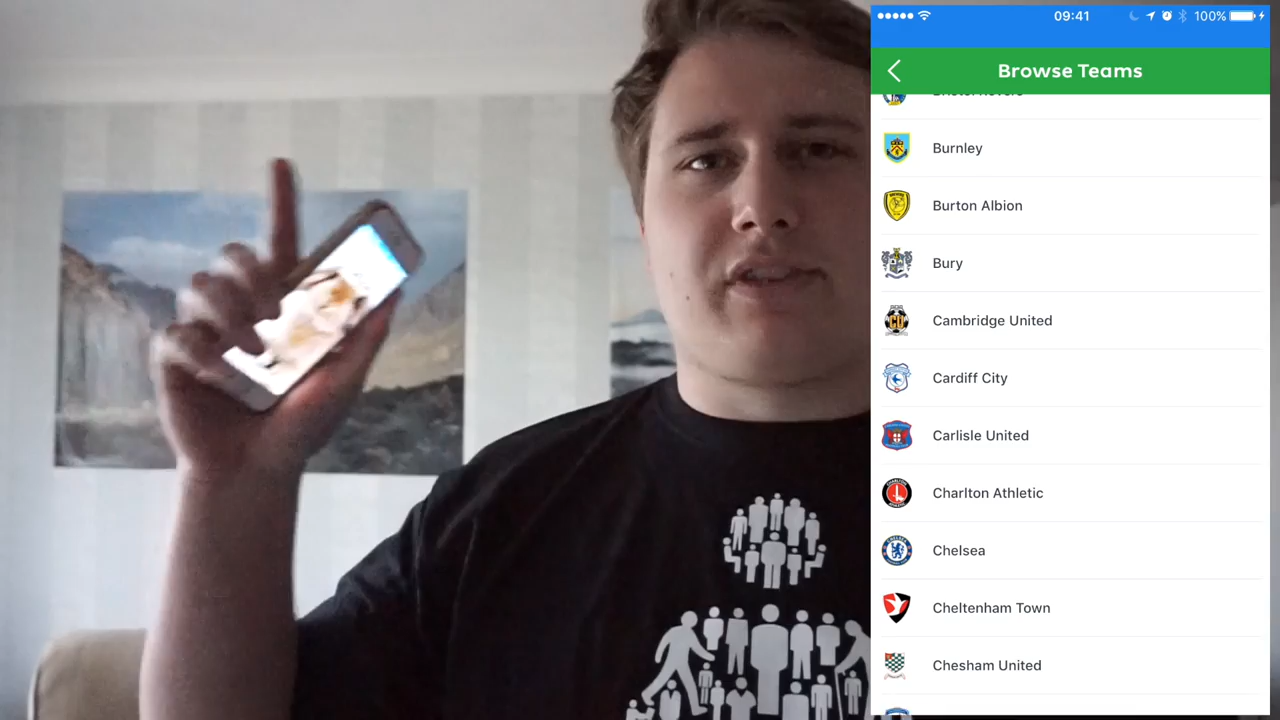 09:41
100%
Browse Teams
Burnley
Burton Albion
Bury
Cambridge United
Cardiff City
Carlisle United
Charlton Athletic
Chelsea
Cheltenham Town
Chesham United